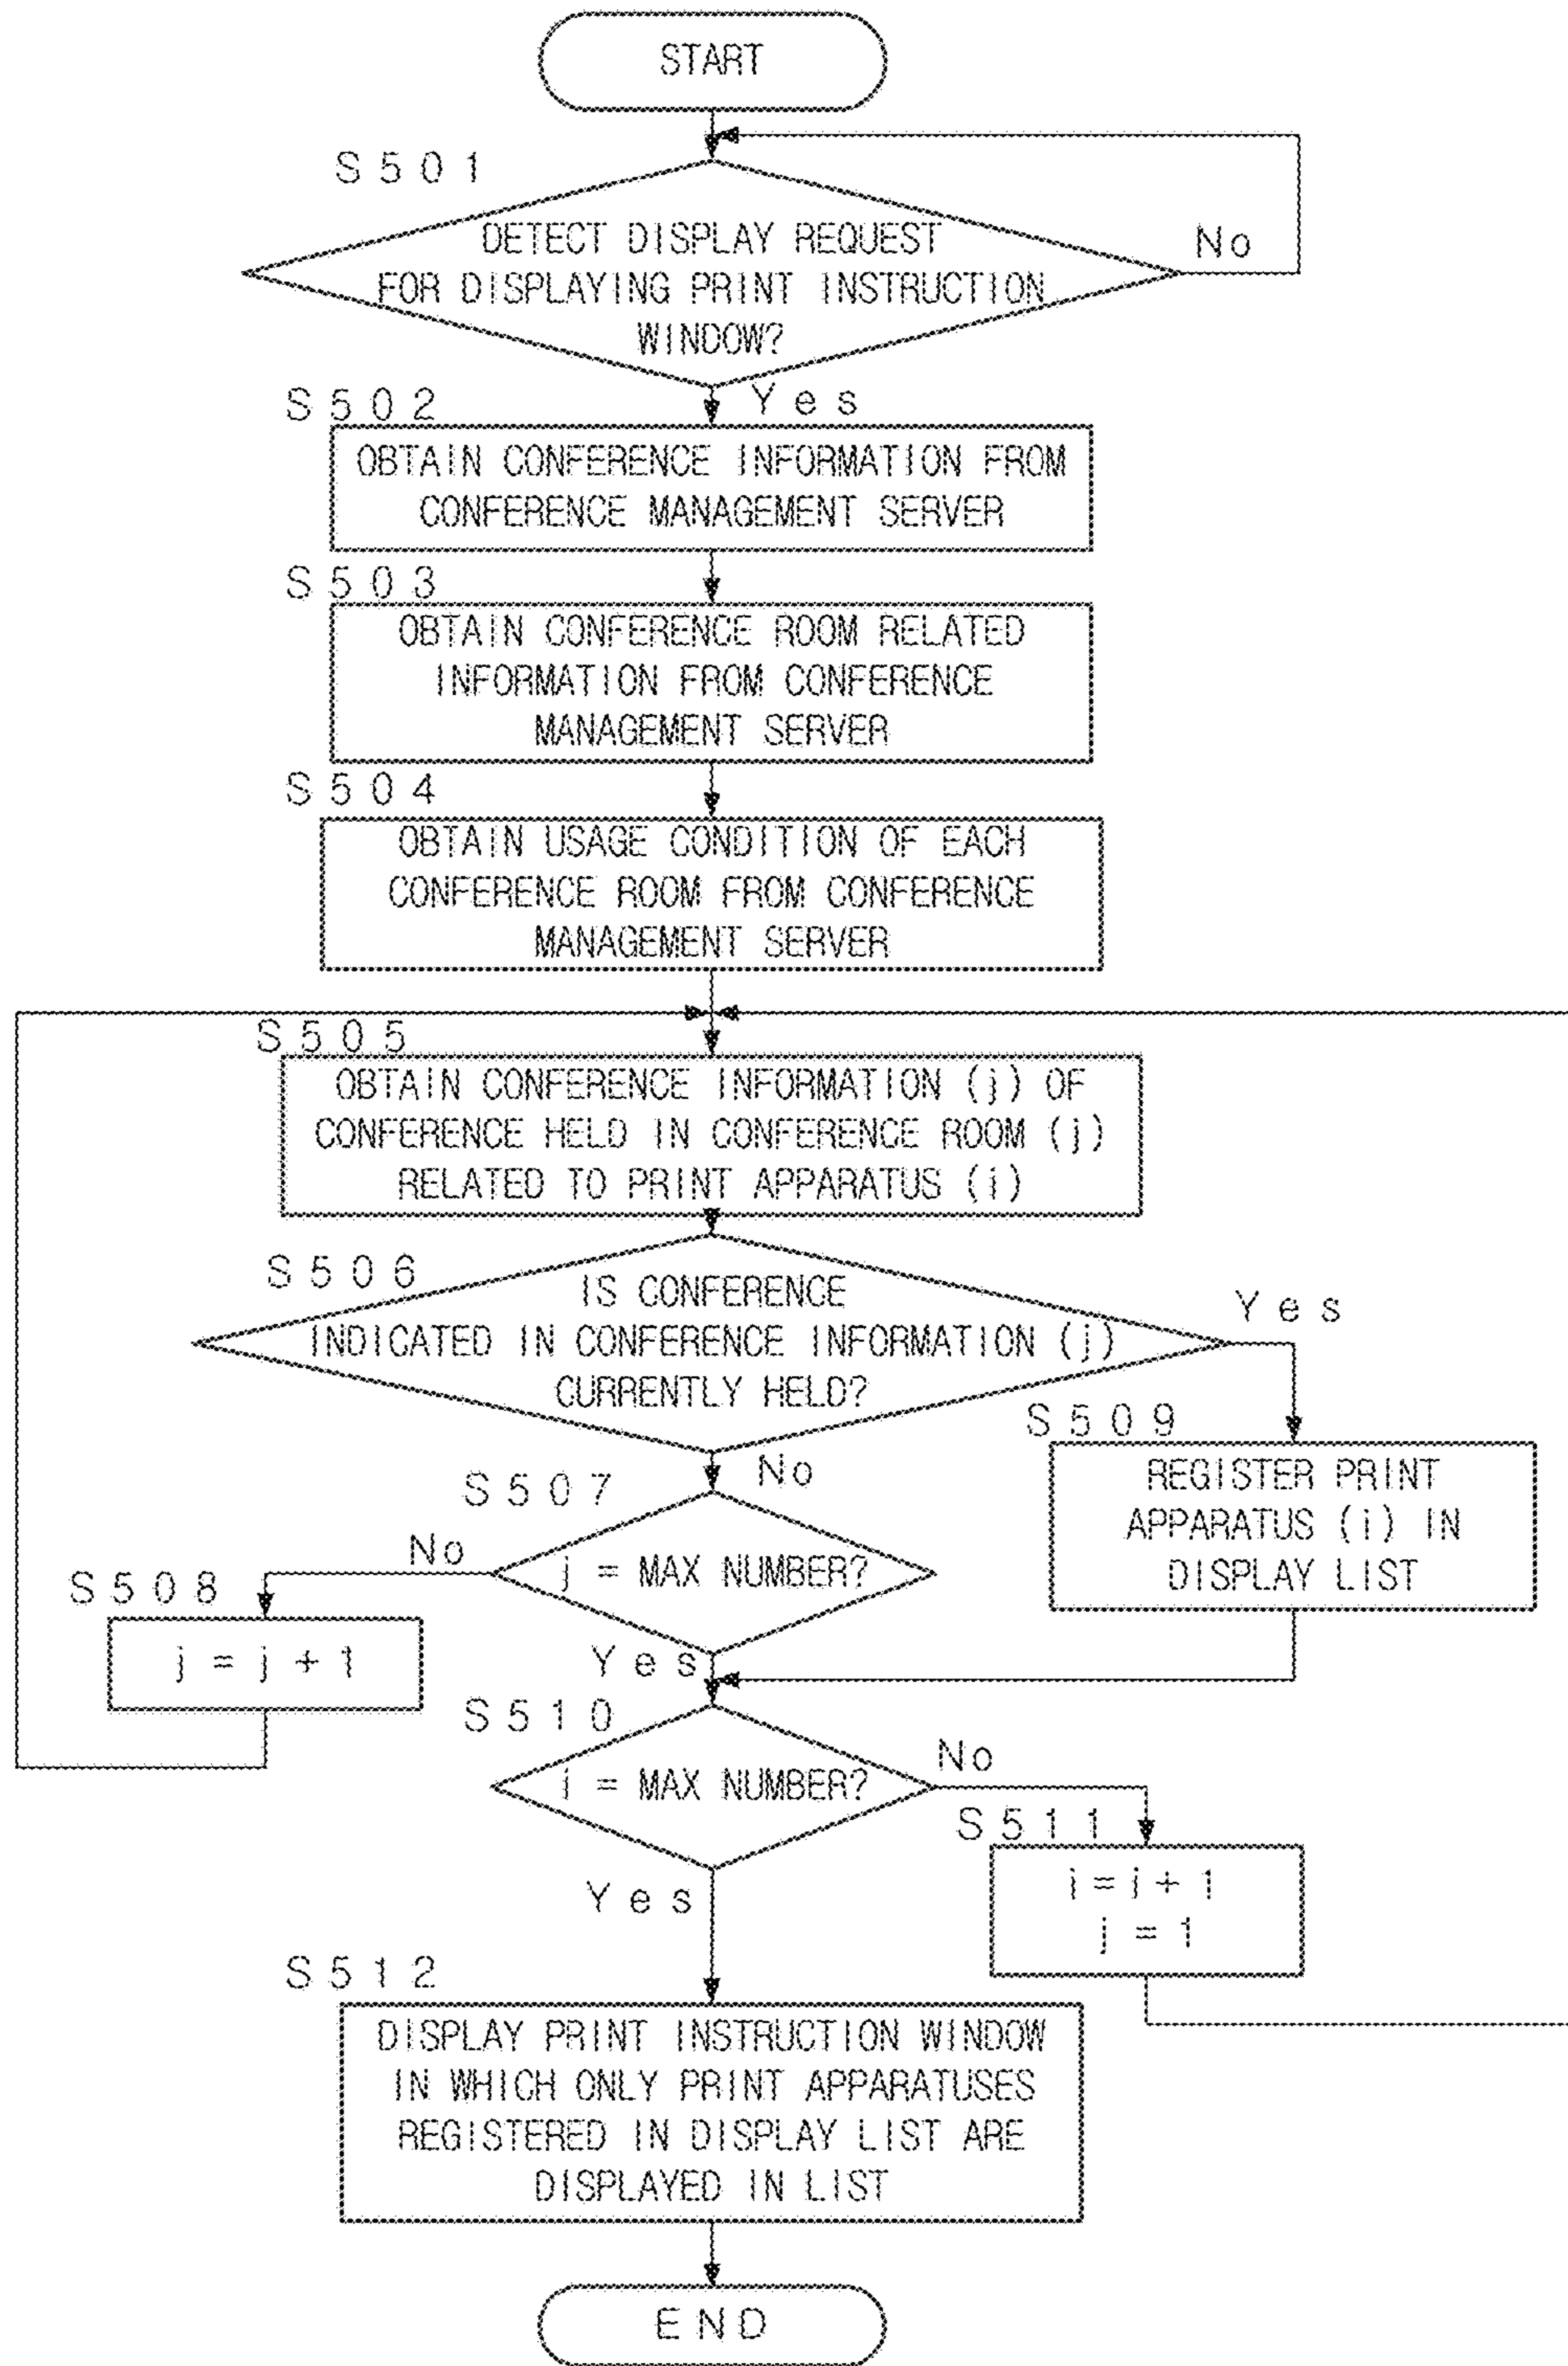 START
S501
DETECT DISPLAY REQUEST
FOR DISPLAYING PRINT INSTRUCTION
WINDOW?
No
Yes
S502
OBTAIN CONFERENCE INFORMATION FROM
CONFERENCE MANAGEMENT SERVER
S503
OBTAIN CONFERENCE ROOM RELATED
INFORMATION FROM CONFERENCE
MANAGEMENT SERVER
S504
OBTAIN USAGE CONDITION OF EACH
CONFERENCE ROOM FROM CONFERENCE
MANAGEMENT SERVER
S505
OBTAIN CONFERENCE INFORMATION (j) OF
CONFERENCE HELD IN CONFERENCE ROOM (j)
RELATED TO PRINT APPARATUS (i)
S506
IS CONFERENCE
INDICATED IN CONFERENCE INFORMATION (j)
CURRENTLY HELD?
Yes
No
S509
REGISTER PRINT
APPARATUS (i) IN
DISPLAY LIST
S507
j = MAX NUMBER?
No
Yes
S508
j = j + 1
S510
i = MAX NUMBER?
No
Yes
S511
i = i + 1
j = 1
S512
DISPLAY PRINT INSTRUCTION WINDOW
IN WHICH ONLY PRINT APPARATUSES
REGISTERED IN DISPLAY LIST ARE
DISPLAYED IN LIST
END